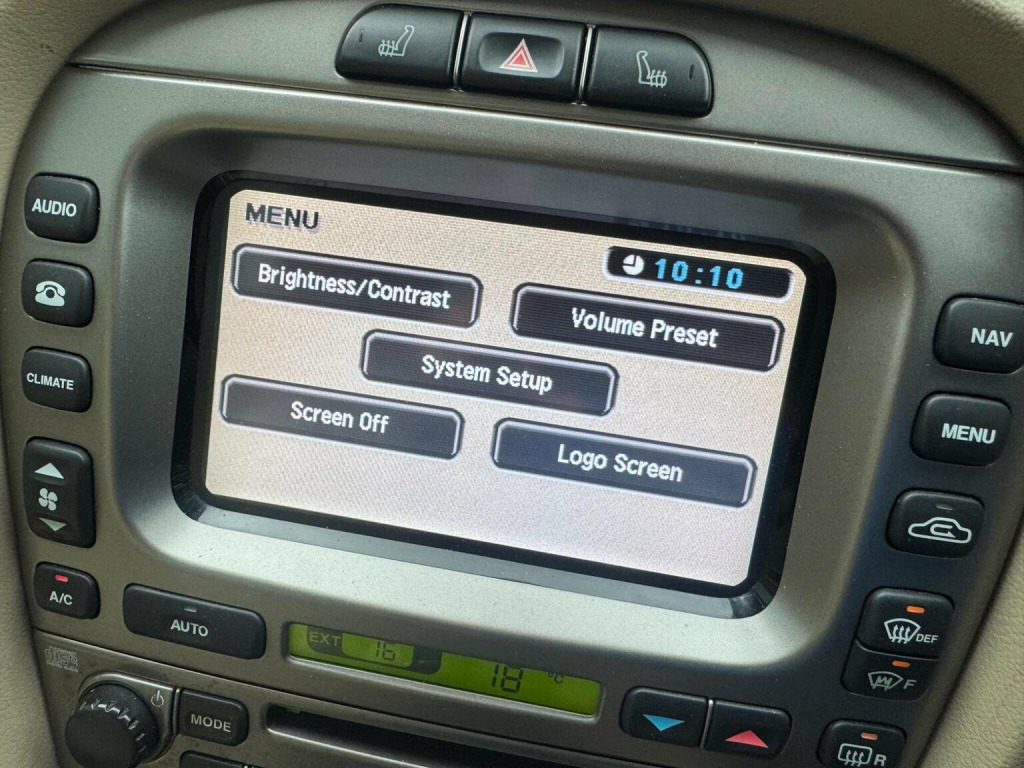 MENU
10:10
Brightness/Contrast
Volume Preset
System Setup
Screen Off
Logo Screen
AUDIO
CLIMATE
A/C
AUTO
NAV
MENU
DEF
F
R
EXT 16
18 °C
MODE